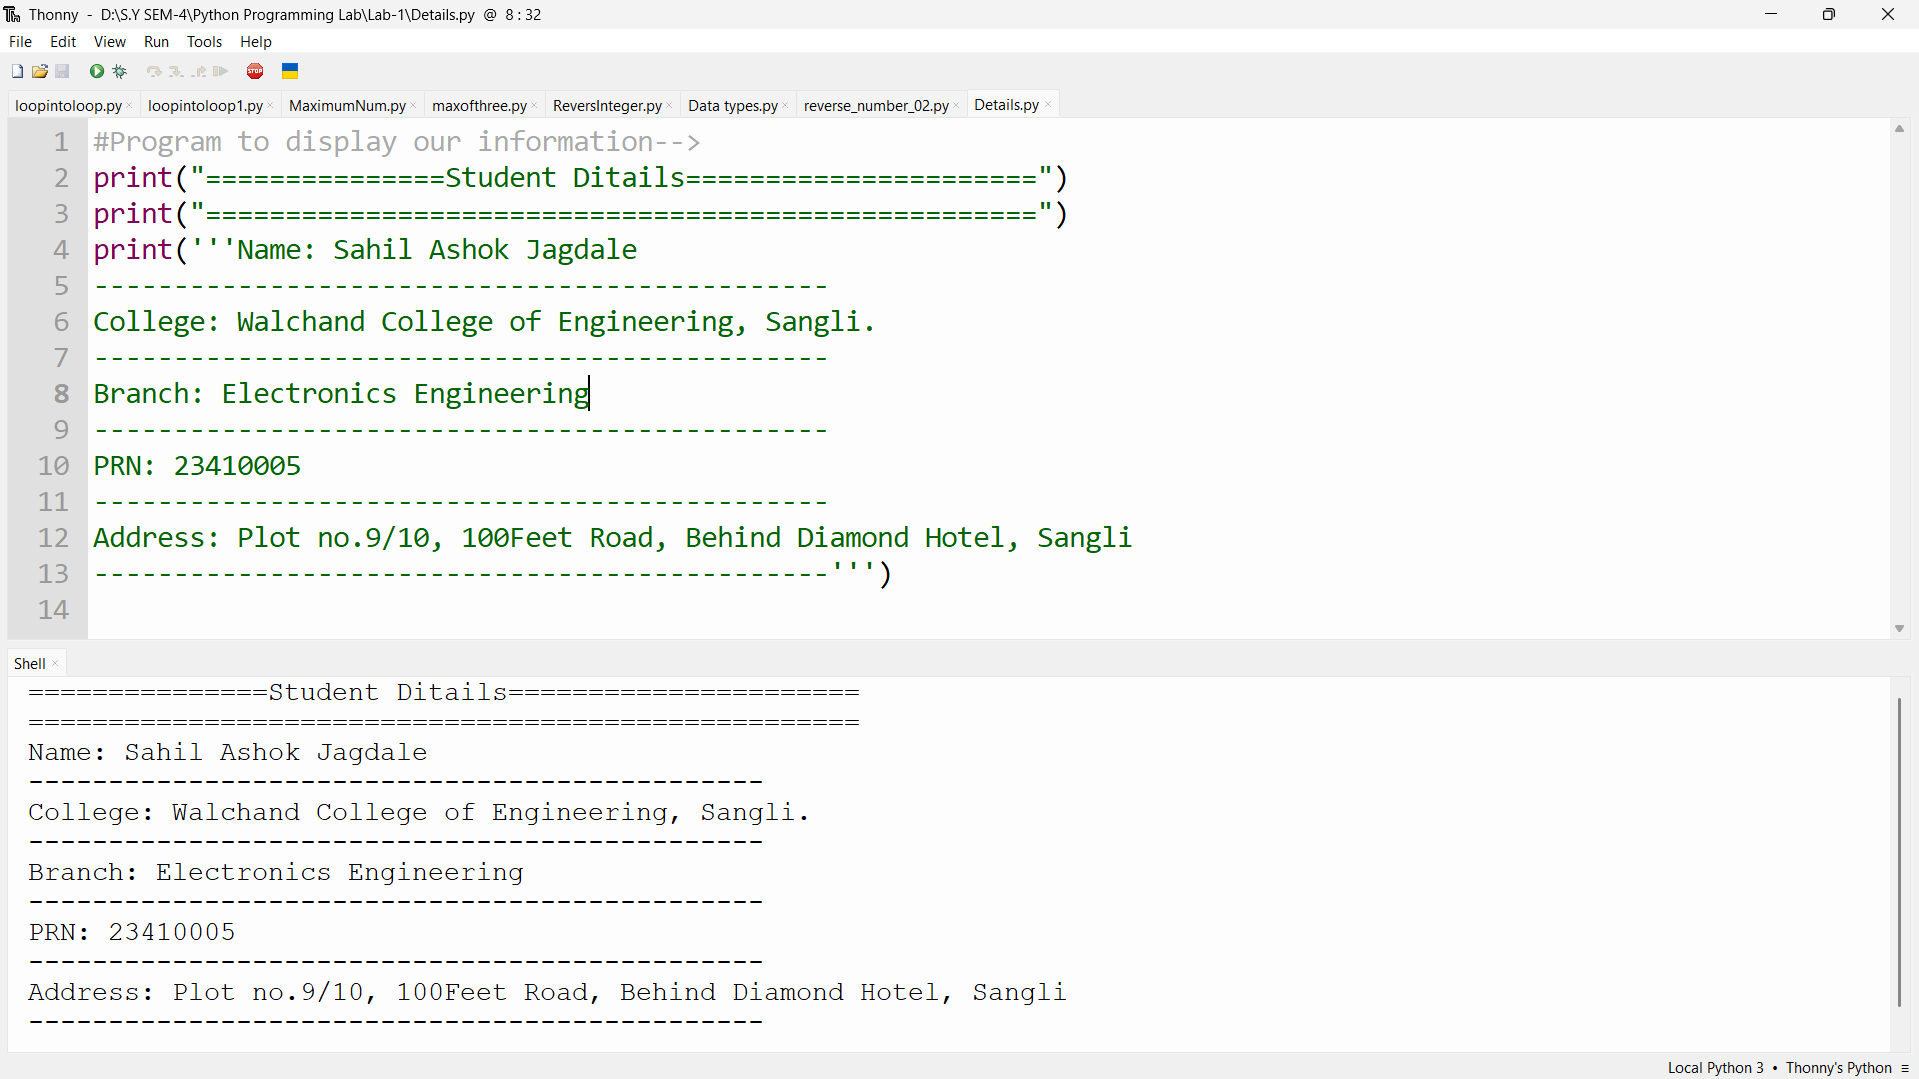 Thonny - D:\S.Y SEM-4\Python Programming Lab\Lab-1\Details.py @ 8 : 32
File Edit View Run Tools Help
STOP
loopintoloop.py × loopintoloop1.py × MaximumNum.py × maxofthree.py × ReversInteger.py × Data types.py × reverse_number_02.py × Details.py ×
1 #Program to display our information-->
2 print("===============Student Ditails======================")
3 print("====================================================")
4 print('''Name: Sahil Ashok Jagdale
5 ----------------------------------------------
6 College: Walchand College of Engineering, Sangli.
7 ----------------------------------------------
8 Branch: Electronics Engineering
9 ----------------------------------------------
10 PRN: 23410005
11 ----------------------------------------------
12 Address: Plot no.9/10, 100Feet Road, Behind Diamond Hotel, Sangli
13 ----------------------------------------------''')
14
Shell ×
===============Student Ditails======================
====================================================
Name: Sahil Ashok Jagdale
----------------------------------------------
College: Walchand College of Engineering, Sangli.
----------------------------------------------
Branch: Electronics Engineering
----------------------------------------------
PRN: 23410005
----------------------------------------------
Address: Plot no.9/10, 100Feet Road, Behind Diamond Hotel, Sangli
----------------------------------------------
Local Python 3 • Thonny's Python ≡